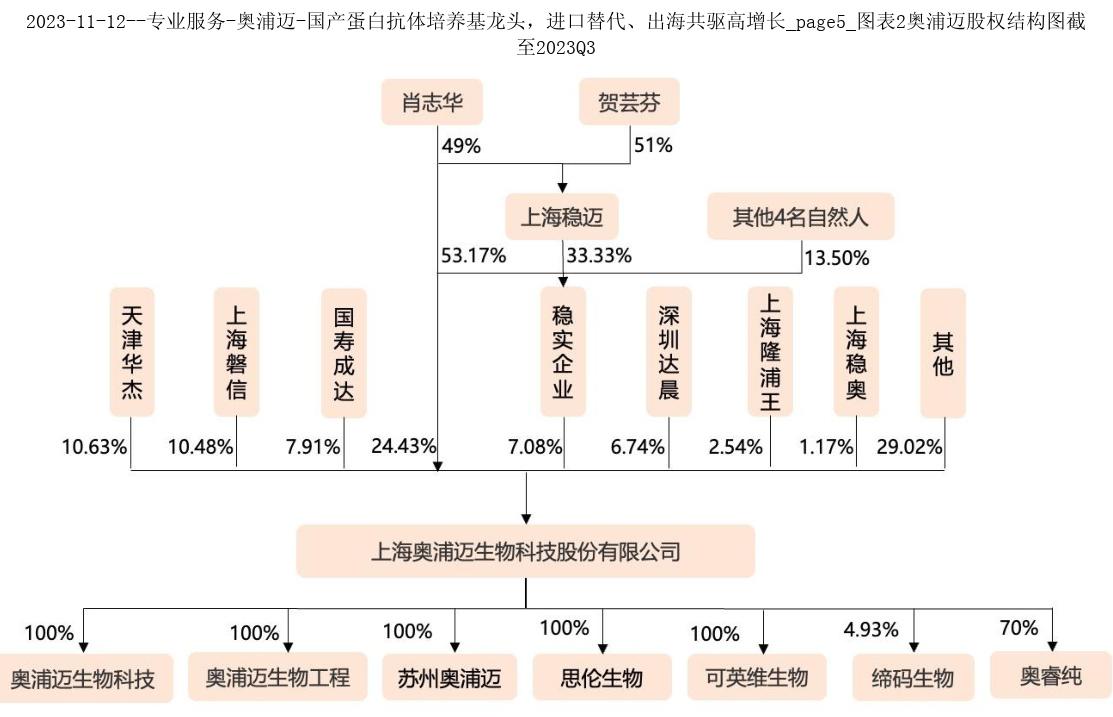 2023-11-12--专业服务-奥浦迈-国产蛋白抗体培养基龙头，进口替代、出海共驱高增长_page5_图表2奥浦迈股权结构图截
至2023Q3
肖志华
贺芸芬
49%
51%
上海稳迈
其他4名自然人
53.17%
33.33%
13.50%
天津华杰
上海磐信
国寿成达
稳实企业
深圳达晨
上海隆浦王
上海稳奥
其他
10.63%
10.48%
7.91%
24.43%
7.08%
6.74%
2.54%
1.17%
29.02%
上海奥浦迈生物科技股份有限公司
100%
100%
100%
100%
100%
4.93%
70%
奥浦迈生物科技
奥浦迈生物工程
苏州奥浦迈
思伦生物
可英维生物
缔码生物
奥睿纯